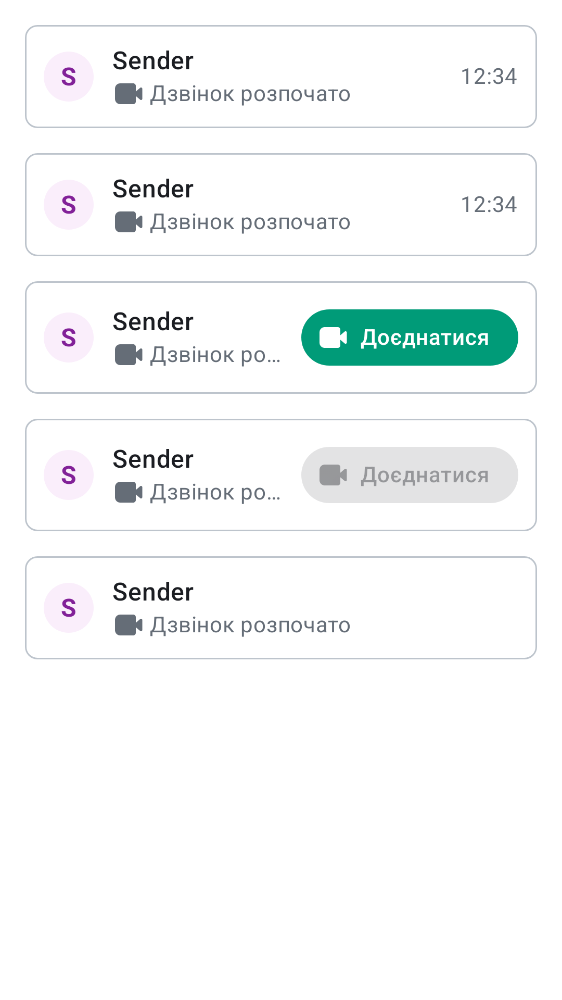 S
Sender
Дзвінок розпочато
12:34
S
Sender
Дзвінок розпочато
12:34
S
Sender
Дзвінок ро...
Доєднатися
S
Sender
Дзвінок ро...
Доєднатися
S
Sender
Дзвінок розпочато